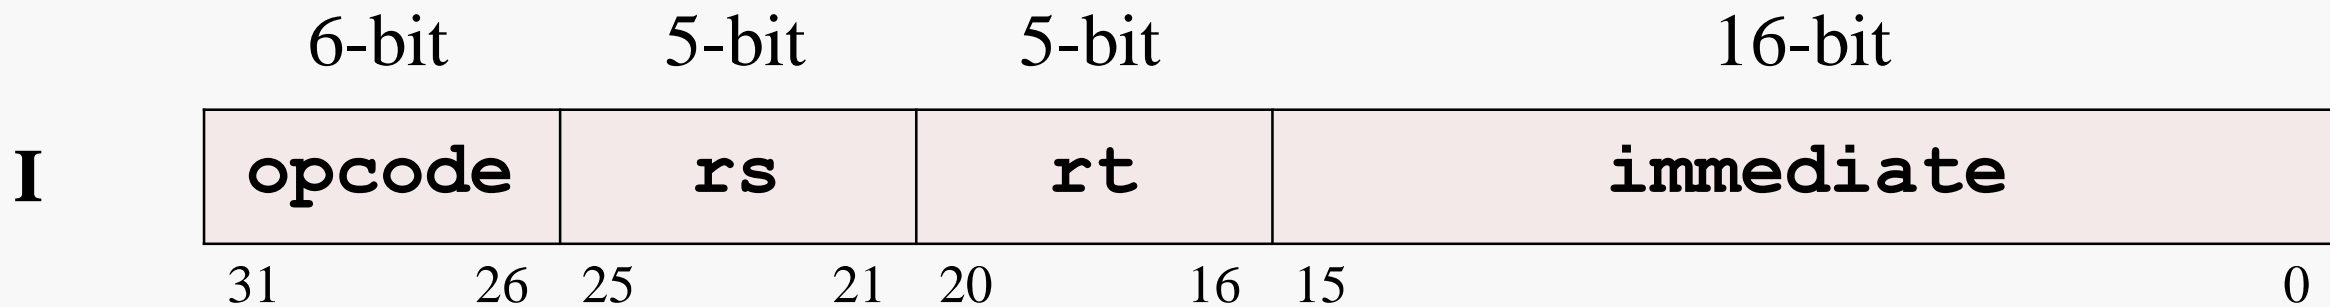 6-bit 5-bit 5-bit 16-bit
I opcode rs rt immediate
31 26 25 21 20 16 15 0